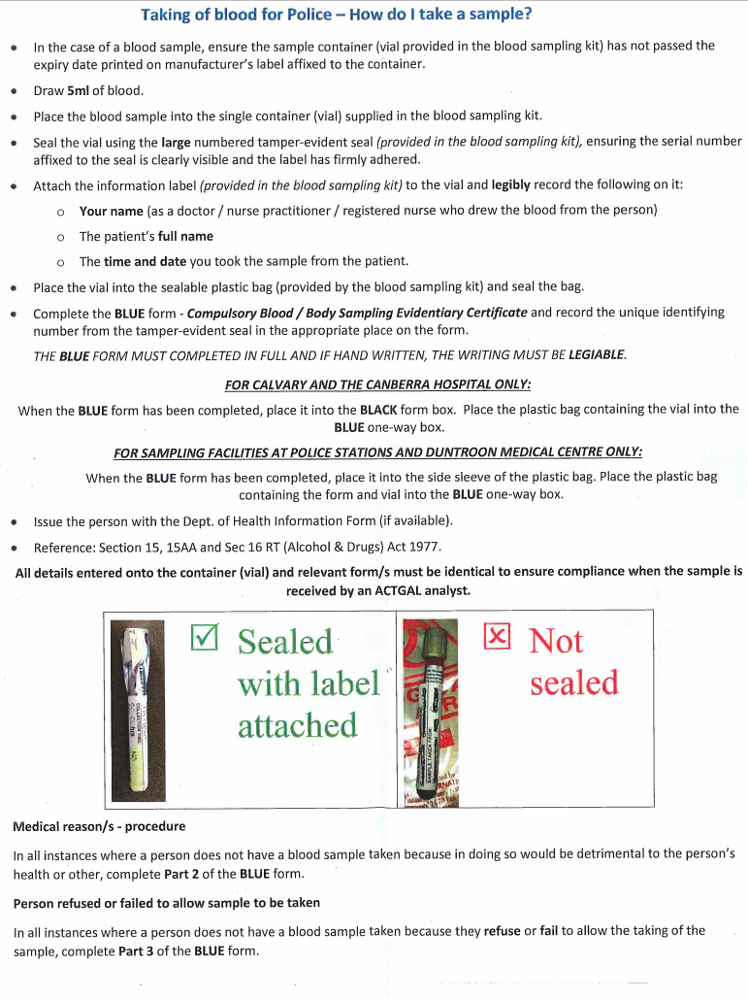 Taking of blood for Police – How do I take a sample?
• In the case of a blood sample, ensure the sample container (vial provided in the blood sampling kit) has not passed the
expiry date printed on manufacturer's label affixed to the container.
• Draw 5ml of blood.
• Place the blood sample into the single container (vial) supplied in the blood sampling kit.
• Seal the vial using the large numbered tamper-evident seal (provided in the blood sampling kit), ensuring the serial number
affixed to the seal is clearly visible and the label has firmly adhered.
• Attach the information label (provided in the blood sampling kit) to the vial and legibly record the following on it:
o Your name (as a doctor / nurse practitioner / registered nurse who drew the blood from the person)
o The patient's full name
o The time and date you took the sample from the patient.
• Place the vial into the sealable plastic bag (provided by the blood sampling kit) and seal the bag.
• Complete the BLUE form - Compulsory Blood / Body Sampling Evidentiary Certificate and record the unique identifying
number from the tamper-evident seal in the appropriate place on the form.
THE BLUE FORM MUST COMPLETED IN FULL AND IF HAND WRITTEN, THE WRITING MUST BE LEGIABLE.
FOR CALVARY AND THE CANBERRA HOSPITAL ONLY:
When the BLUE form has been completed, place it into the BLACK form box. Place the plastic bag containing the vial into the
BLUE one-way box.
FOR SAMPLING FACILITIES AT POLICE STATIONS AND DUNTROON MEDICAL CENTRE ONLY:
When the BLUE form has been completed, place it into the side sleeve of the plastic bag. Place the plastic bag
containing the form and vial into the BLUE one-way box.
• Issue the person with the Dept. of Health Information Form (if available).
• Reference: Section 15, 15AA and Sec 16 RT (Alcohol & Drugs) Act 1977.
All details entered onto the container (vial) and relevant form/s must be identical to ensure compliance when the sample is
received by an ACTGAL analyst.
Sealed
with label
attached
COLLECTION TIME
Not
sealed
SAMPLE TAKEN FROM
Medical reason/s - procedure
In all instances where a person does not have a blood sample taken because in doing so would be detrimental to the person's
health or other, complete Part 2 of the BLUE form.
Person refused or failed to allow sample to be taken
In all instances where a person does not have a blood sample taken because they refuse or fail to allow the taking of the
sample, complete Part 3 of the BLUE form.